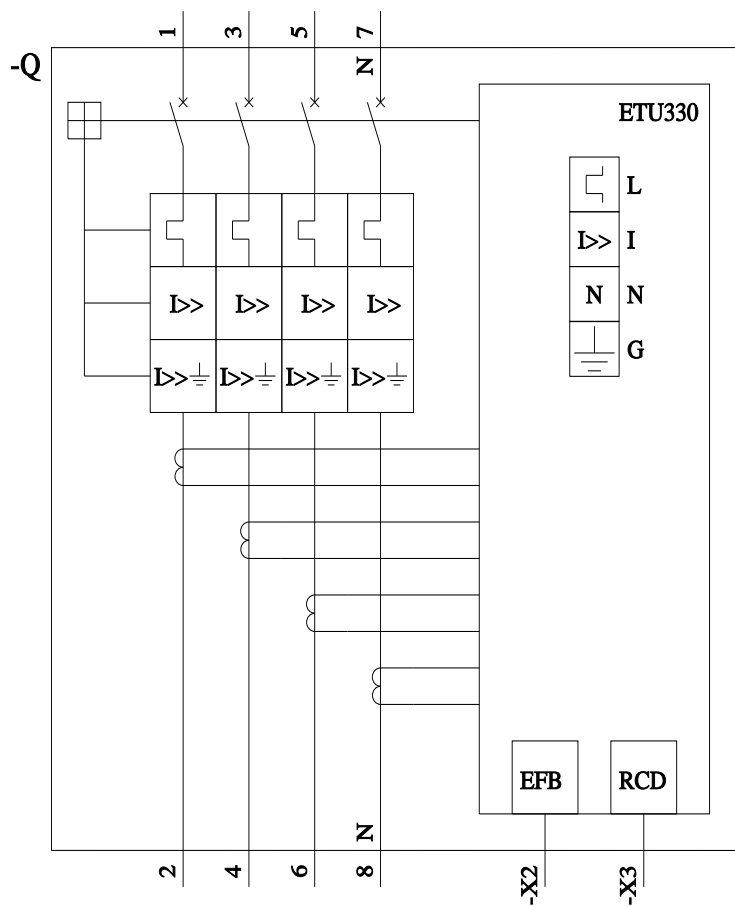 1 3 5 7
-Q N
ETU330
L
I>> I
N N
G
I>> I>> I>> I>>
I>> I>> I>> I>>
EFB RCD
N
2 4 6 8
-X2 -X3